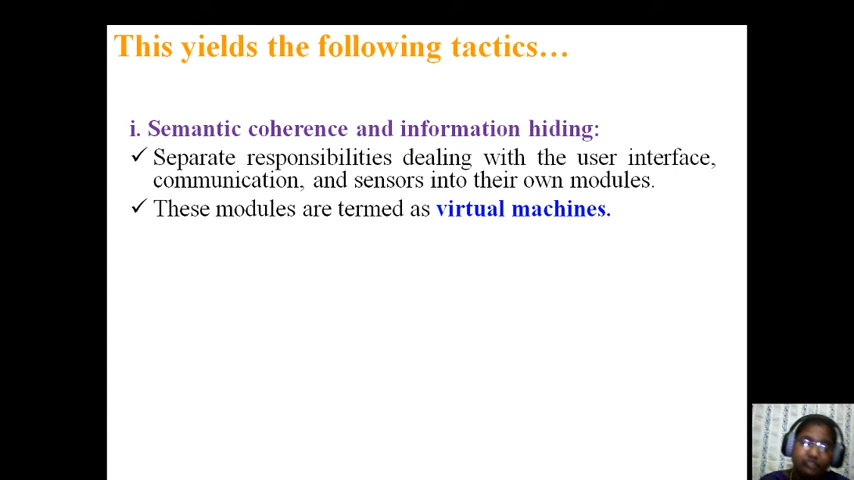 This yields the following tactics…
i. Semantic coherence and information hiding:
✓ Separate responsibilities dealing with the user interface,
communication, and sensors into their own modules.
✓ These modules are termed as virtual machines.